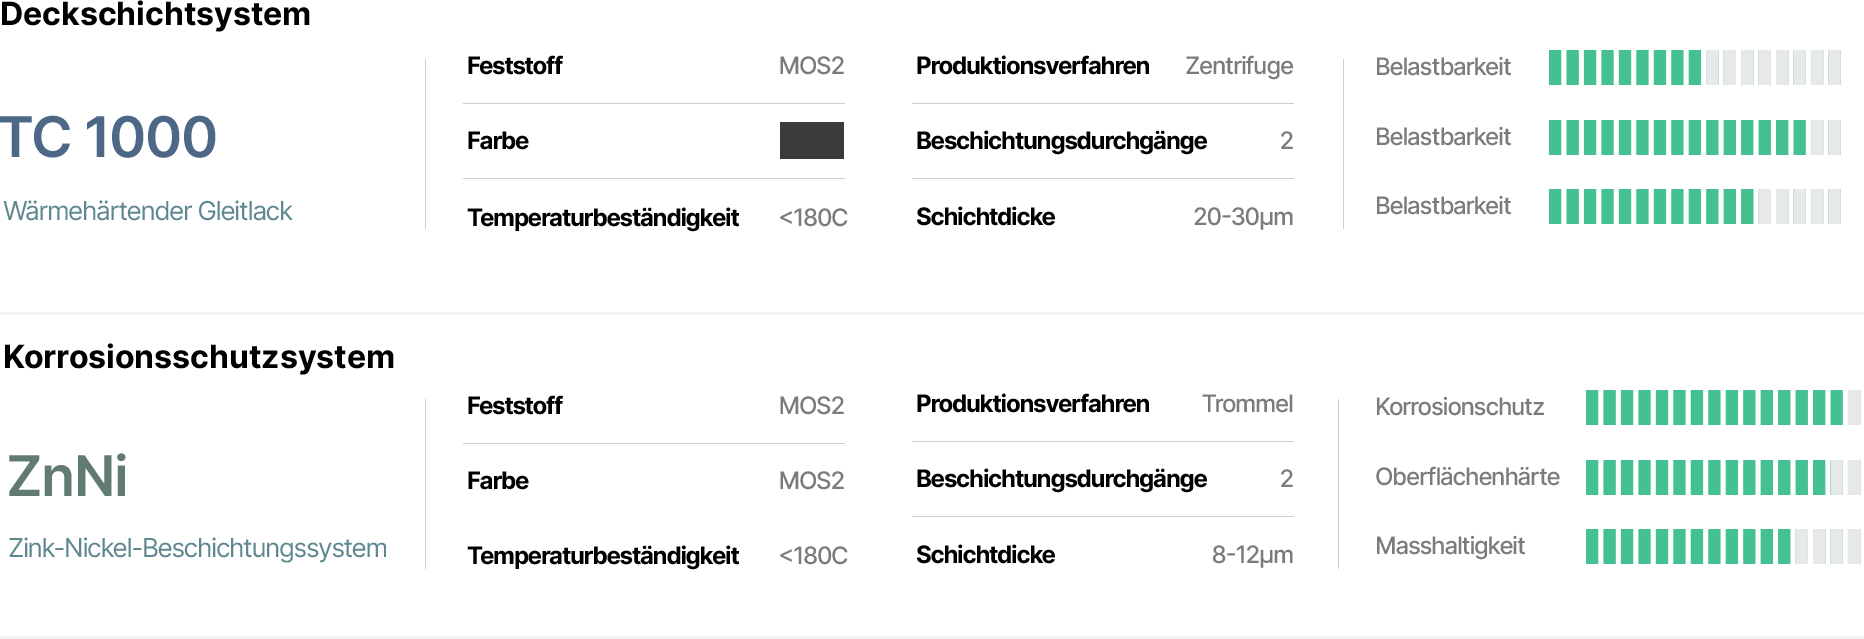 Deckschichtsystem
TC 1000
Wärmehärtender Gleitlack
Feststoff MOS2
Farbe
Temperaturbeständigkeit <180C
Produktionsverfahren Zentrifuge
Beschichtungsdurchgänge 2
Schichtdicke 20-30µm
Belastbarkeit
Belastbarkeit
Belastbarkeit
Korrosionsschutzsystem
ZnNi
Zink-Nickel-Beschichtungssystem
Feststoff MOS2
Farbe MOS2
Temperaturbeständigkeit <180C
Produktionsverfahren Trommel
Beschichtungsdurchgänge 2
Schichtdicke 8-12µm
Korrosionschutz
Oberflächenhärte
Masshaltigkeit